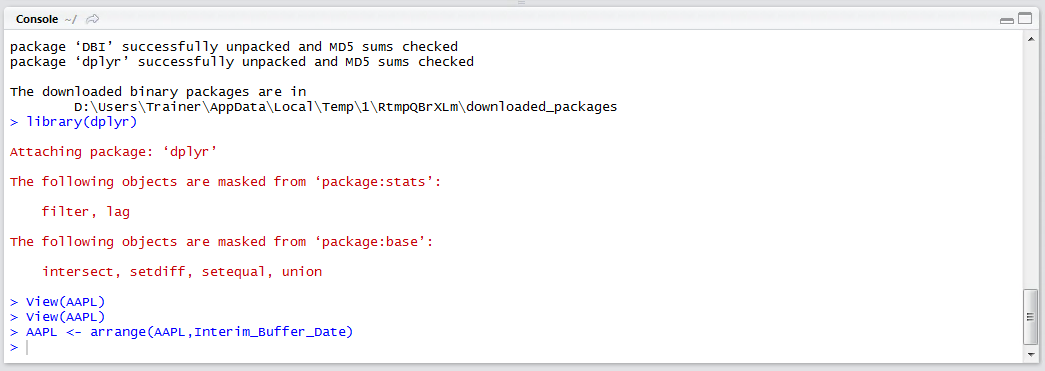 Console ~/
package ‘DBI’ successfully unpacked and MD5 sums checked
package ‘dplyr’ successfully unpacked and MD5 sums checked
The downloaded binary packages are in
D:\Users\Trainer\AppData\Local\Temp\1\RtmpQBrXLm\downloaded_packages
> library(dplyr)
Attaching package: ‘dplyr’
The following objects are masked from ‘package:stats’:
filter, lag
The following objects are masked from ‘package:base’:
intersect, setdiff, setequal, union
> View(AAPL)
> View(AAPL)
> AAPL <- arrange(AAPL,Interim_Buffer_Date)
>